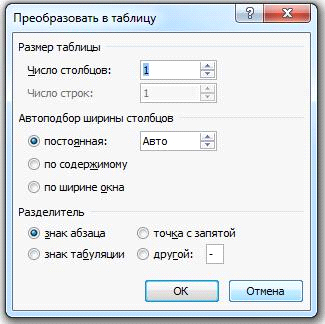 Преобразовать в таблицу
Размер таблицы
Число столбцов: 1
Число строк: 1
Автоподбор ширины столбцов
постоянная: Авто
по содержимому
по ширине окна
Разделитель
знак абзаца точка с запятой
знак табуляции другой: -
ОК Отмена